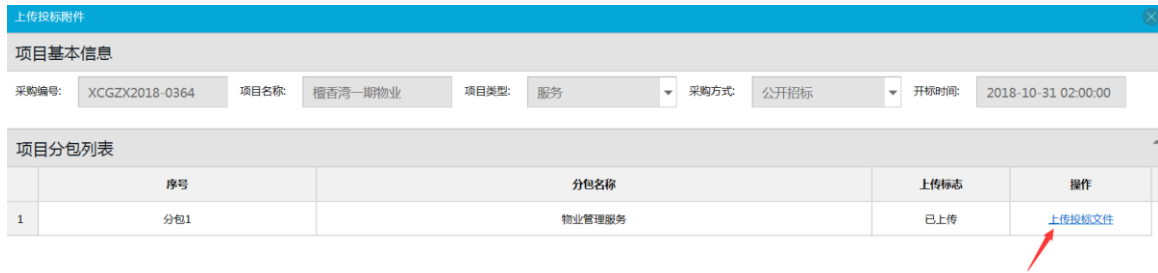 上传投标附件
项目基本信息
采购编号: XCGZX2018-0364 项目名称: 檀香湾一期物业 项目类型: 服务 采购方式: 公开招标 开标时间: 2018-10-31 02:00:00
项目分包列表
序号 分包名称 上传标志 操作
1 分包1 物业管理服务 已上传 上传投标文件